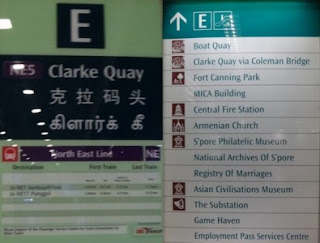 E
NE5 Clarke Quay
克拉码头
கிளார்க் கீ
North East Line NE
Destination First Train Last Train
E
Boat Quay
Clarke Quay via Coleman Bridge
Fort Canning Park
MICA Building
Central Fire Station
Armenian Church
S'pore Philatelic Museum
National Archives Of S'pore
Registry Of Marriages
Asian Civilisations Museum
The Substation
Game Haven
Employment Pass Services Centre